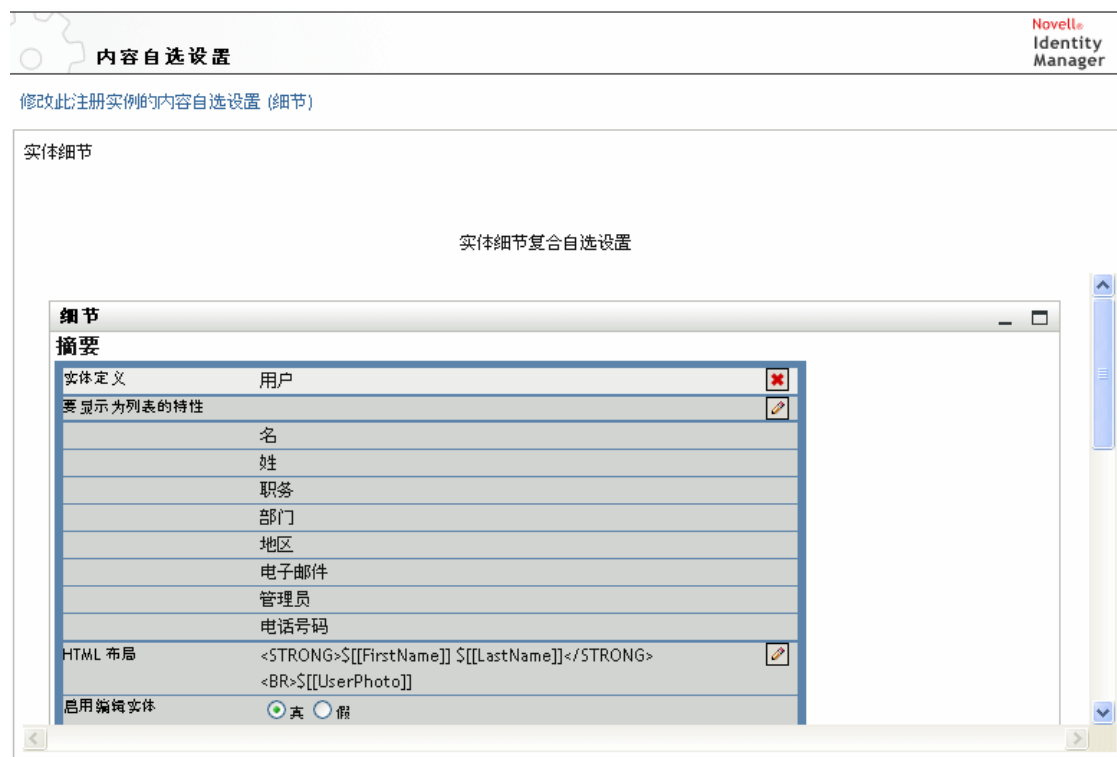 Novell®
Identity
Manager
内容自选设置
修改此注册实例的内容自选设置 (细节)
实体细节
实体细节复合自选设置
细节
摘要
实体定义 用户
要显示为列表的特性
名
姓
职务
部门
地区
电子邮件
管理员
电话号码
HTML 布局 <STRONG>$[[FirstName]] $[[LastName]]</STRONG>
<BR>$[[UserPhoto]]
启用编辑实体 真 假